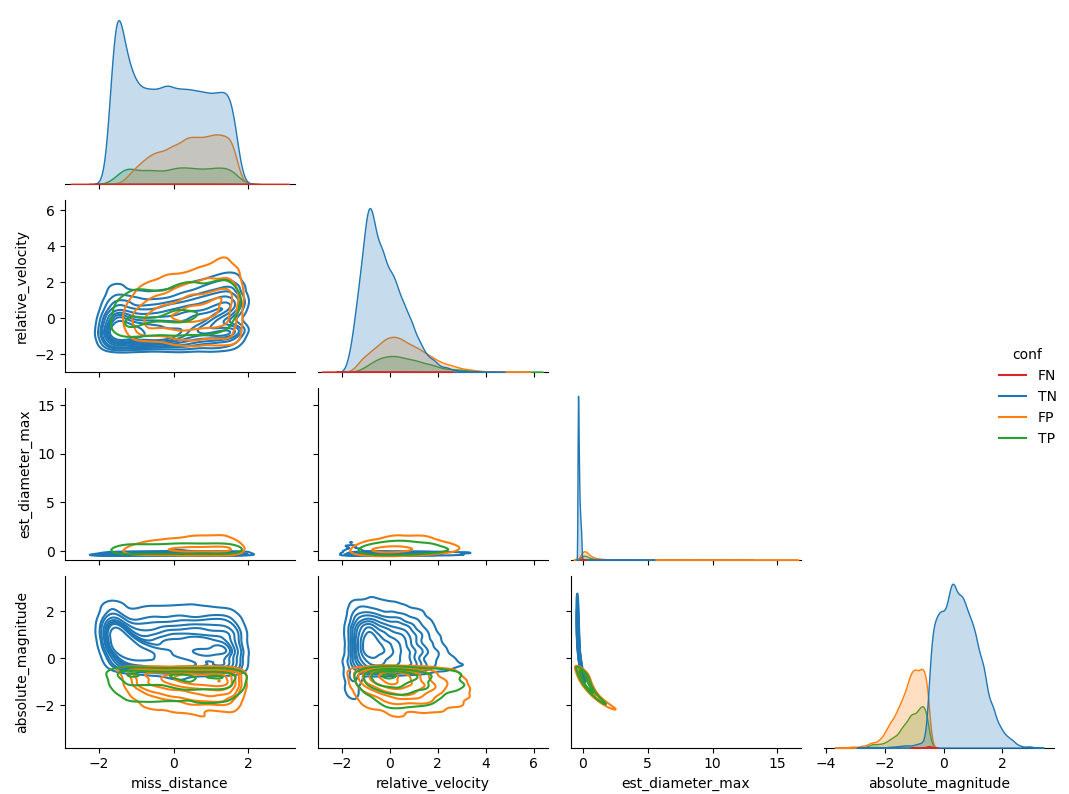 relative_velocity
6
4
2
0
−2
conf
FN
TN
FP
TP
est_diameter_max
15
10
5
0
absolute_magnitude
2
0
−2
−2 0 2
−2 0 2 4 6
0 5 10 15
−4 −2 0 2
miss_distance
relative_velocity
est_diameter_max
absolute_magnitude